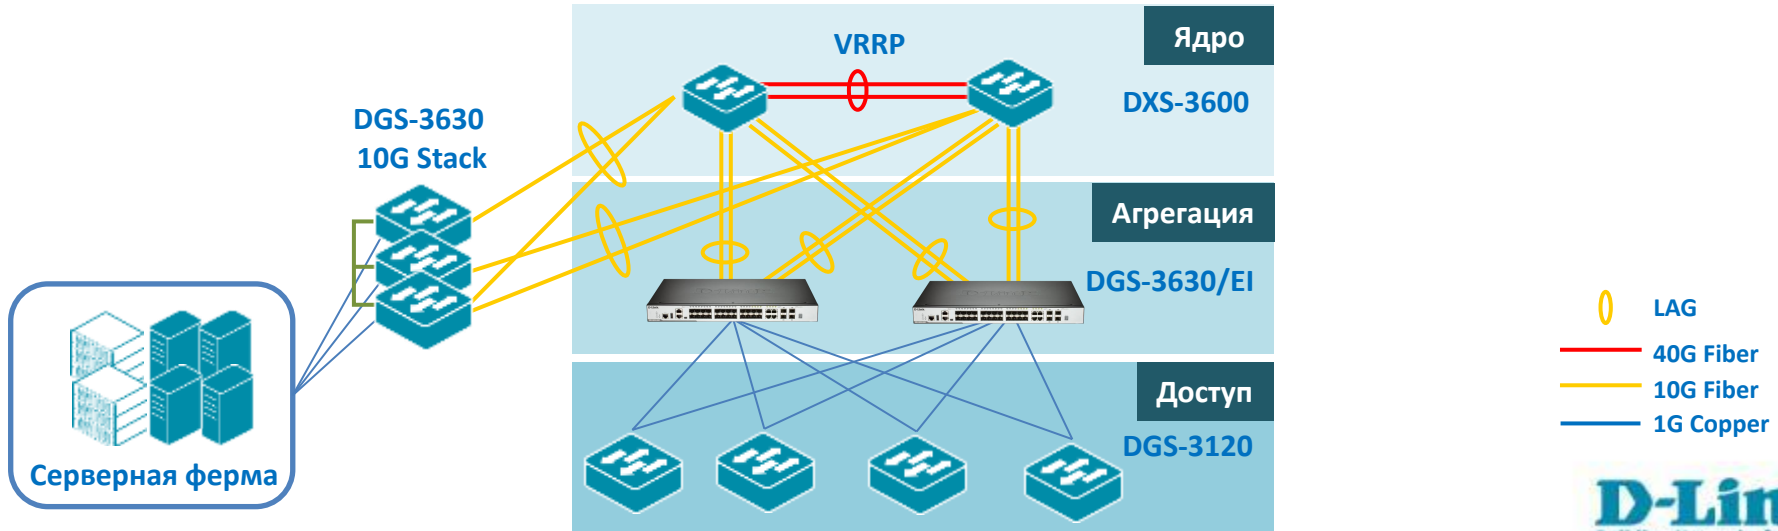 Ядро
VRRP
DXS-3600
DGS-3630
10G Stack
Агрегация
DGS-3630/EI
Доступ
DGS-3120
Серверная ферма
LAG
40G Fiber
10G Fiber
1G Copper
D-Lin